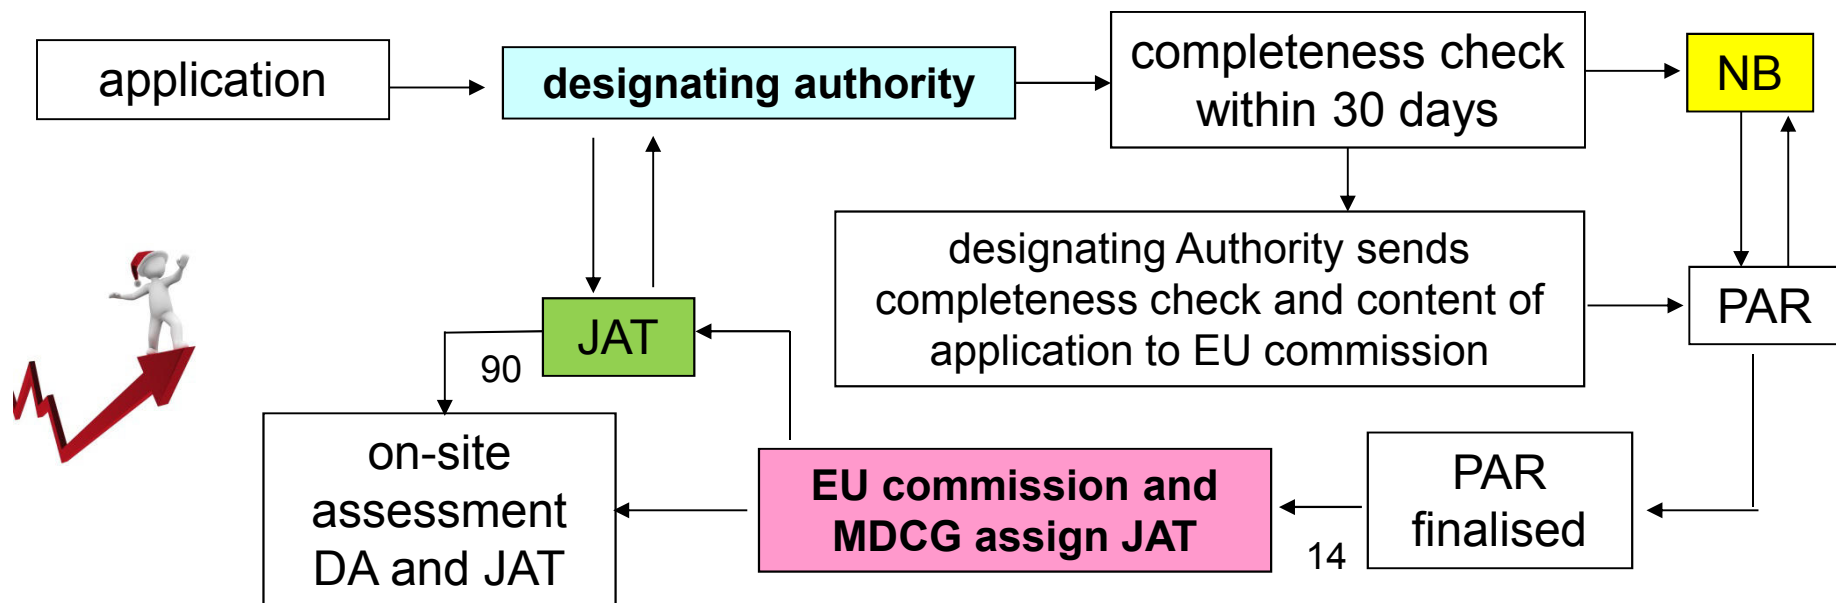 application
designating authority
completeness check
within 30 days
NB
designating Authority sends
completeness check and content of
application to EU commission
PAR
JAT
90
on-site
assessment
DA and JAT
EU commission and
MDCG assign JAT
14
PAR
finalised